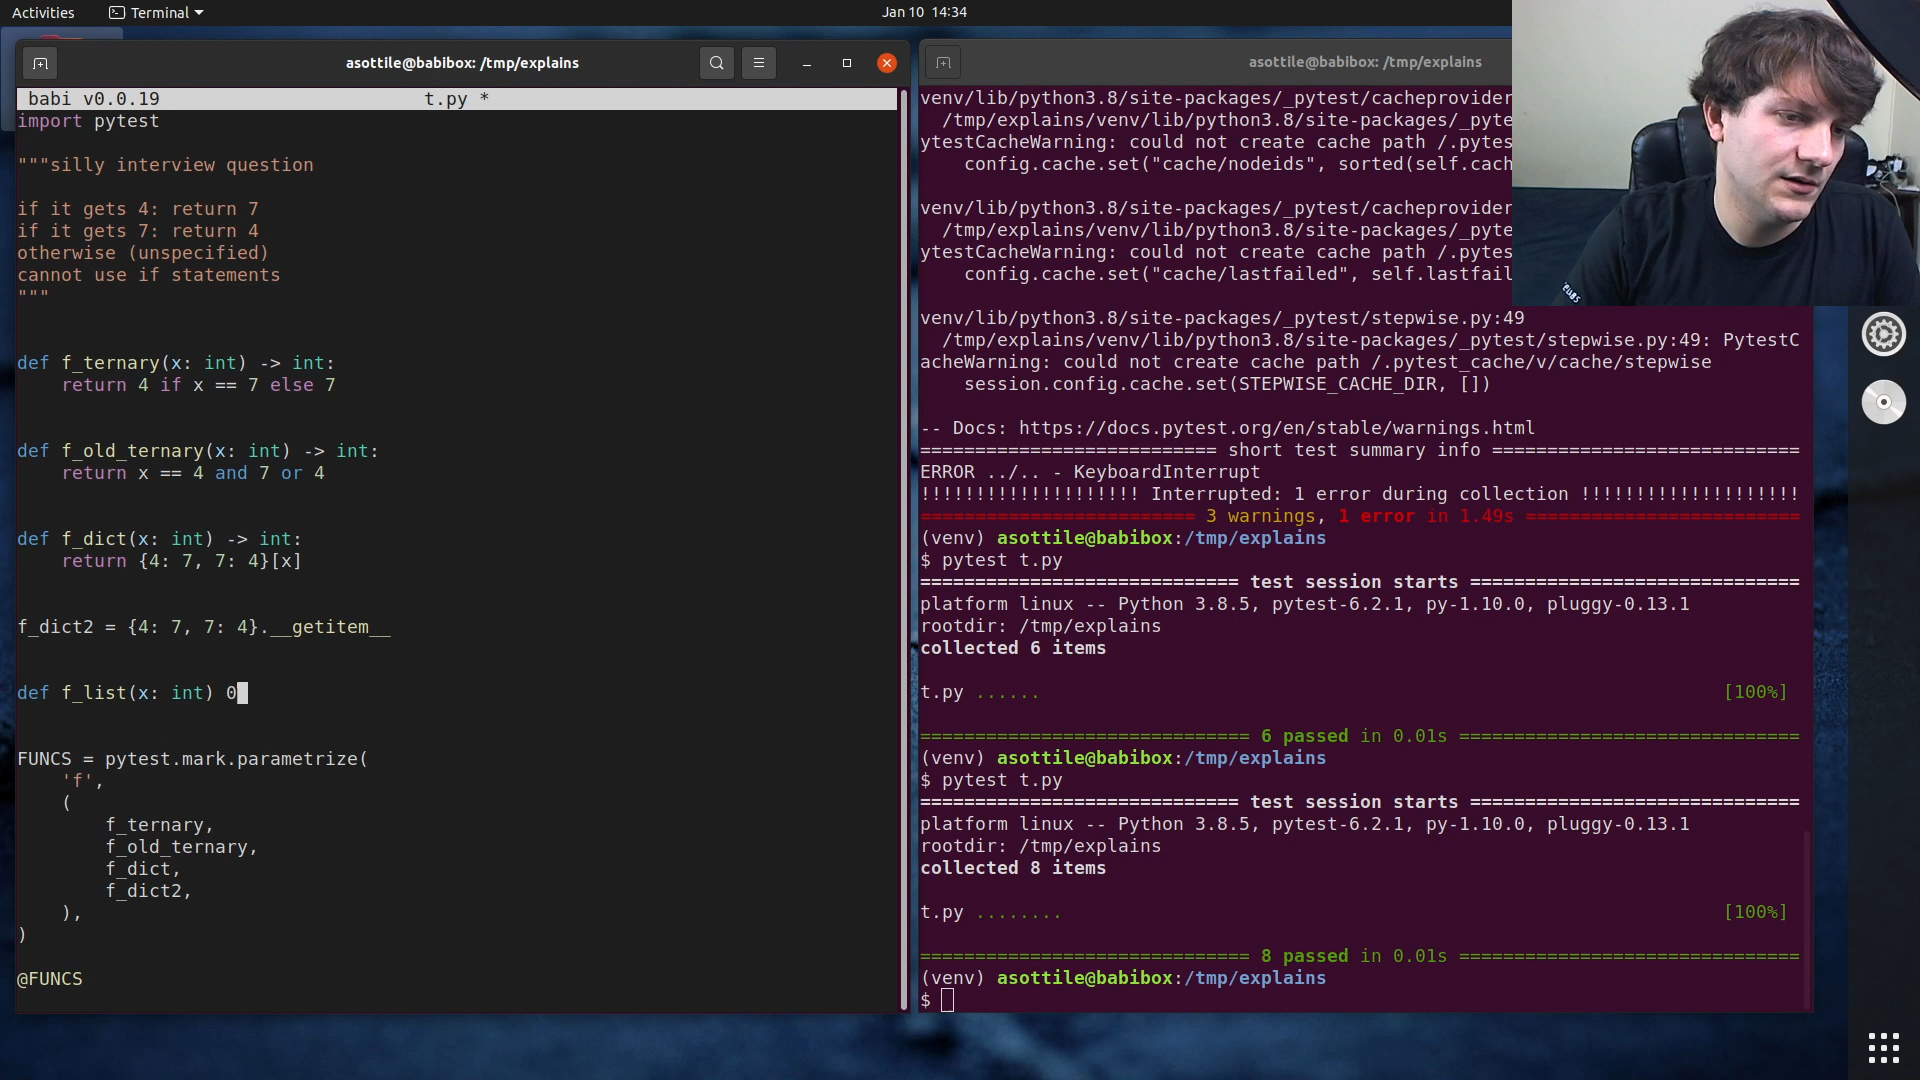 Activities
Terminal
Jan 10 14:34
asottile@babibox: /tmp/explains
babi v0.0.19 t.py *
import pytest
"""silly interview question
if it gets 4: return 7
if it gets 7: return 4
otherwise (unspecified)
cannot use if statements
"""
def f_ternary(x: int) -> int:
    return 4 if x == 7 else 7
def f_old_ternary(x: int) -> int:
    return x == 4 and 7 or 4
def f_dict(x: int) -> int:
    return {4: 7, 7: 4}[x]
f_dict2 = {4: 7, 7: 4}.__getitem__
def f_list(x: int) 0
FUNCS = pytest.mark.parametrize(
    'f',
    (
        f_ternary,
        f_old_ternary,
        f_dict,
        f_dict2,
    ),
)
@FUNCS
asottile@babibox: /tmp/explains
venv/lib/python3.8/site-packages/_pytest/cacheprovider
  /tmp/explains/venv/lib/python3.8/site-packages/_pyte
ytestCacheWarning: could not create cache path /.pytes
    config.cache.set("cache/nodeids", sorted(self.cach
venv/lib/python3.8/site-packages/_pytest/cacheprovider
  /tmp/explains/venv/lib/python3.8/site-packages/_pyte
ytestCacheWarning: could not create cache path /.pytes
    config.cache.set("cache/lastfailed", self.lastfail
venv/lib/python3.8/site-packages/_pytest/stepwise.py:49
  /tmp/explains/venv/lib/python3.8/site-packages/_pytest/stepwise.py:49: PytestC
acheWarning: could not create cache path /.pytest_cache/v/cache/stepwise
    session.config.cache.set(STEPWISE_CACHE_DIR, [])
-- Docs: https://docs.pytest.org/en/stable/warnings.html
=========================== short test summary info ============================
ERROR ../.. - KeyboardInterrupt
!!!!!!!!!!!!!!!!!!!! Interrupted: 1 error during collection !!!!!!!!!!!!!!!!!!!!
========================= 3 warnings, 1 error in 1.49s =========================
(venv) asottile@babibox:/tmp/explains
$ pytest t.py
============================= test session starts ==============================
platform linux -- Python 3.8.5, pytest-6.2.1, py-1.10.0, pluggy-0.13.1
rootdir: /tmp/explains
collected 6 items
t.py ...... [100%]
============================== 6 passed in 0.01s ===============================
(venv) asottile@babibox:/tmp/explains
$ pytest t.py
============================= test session starts ==============================
platform linux -- Python 3.8.5, pytest-6.2.1, py-1.10.0, pluggy-0.13.1
rootdir: /tmp/explains
collected 8 items
t.py ........ [100%]
============================== 8 passed in 0.01s ===============================
(venv) asottile@babibox:/tmp/explains
$